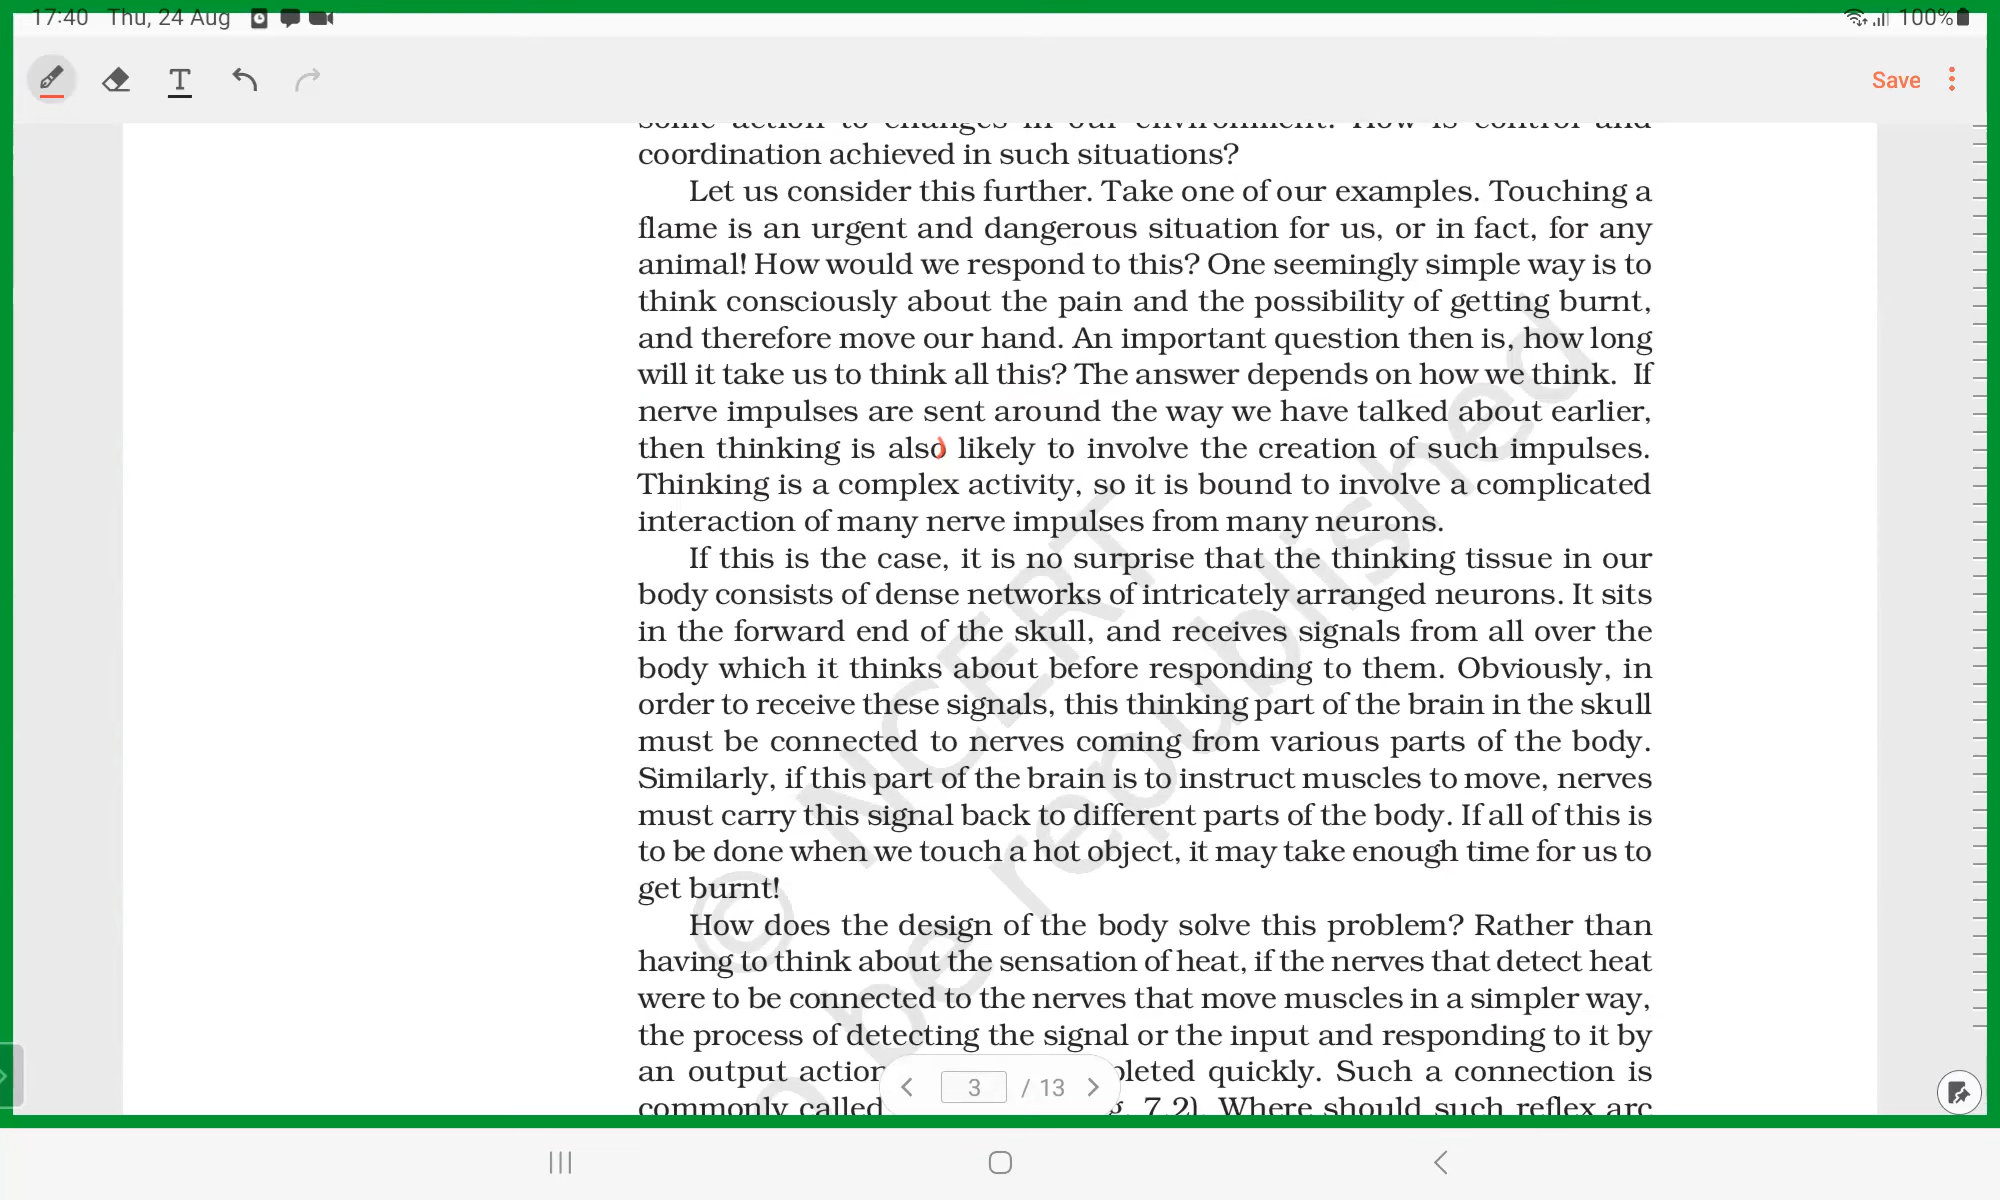 17:40 Thu, 24 Aug
100%
T
Save
some action to changes in our environment. How is control and
coordination achieved in such situations?
Let us consider this further. Take one of our examples. Touching a
flame is an urgent and dangerous situation for us, or in fact, for any
animal! How would we respond to this? One seemingly simple way is to
think consciously about the pain and the possibility of getting burnt,
and therefore move our hand. An important question then is, how long
will it take us to think all this? The answer depends on how we think. If
nerve impulses are sent around the way we have talked about earlier,
then thinking is also likely to involve the creation of such impulses.
Thinking is a complex activity, so it is bound to involve a complicated
interaction of many nerve impulses from many neurons.
If this is the case, it is no surprise that the thinking tissue in our
body consists of dense networks of intricately arranged neurons. It sits
in the forward end of the skull, and receives signals from all over the
body which it thinks about before responding to them. Obviously, in
order to receive these signals, this thinking part of the brain in the skull
must be connected to nerves coming from various parts of the body.
Similarly, if this part of the brain is to instruct muscles to move, nerves
must carry this signal back to different parts of the body. If all of this is
to be done when we touch a hot object, it may take enough time for us to
get burnt!
How does the design of the body solve this problem? Rather than
having to think about the sensation of heat, if the nerves that detect heat
were to be connected to the nerves that move muscles in a simpler way,
the process of detecting the signal or the input and responding to it by
an output action pleted quickly. Such a connection is
commonly called g. 7.2). Where should such reflex arc
3 / 13
© NCERT
be republished